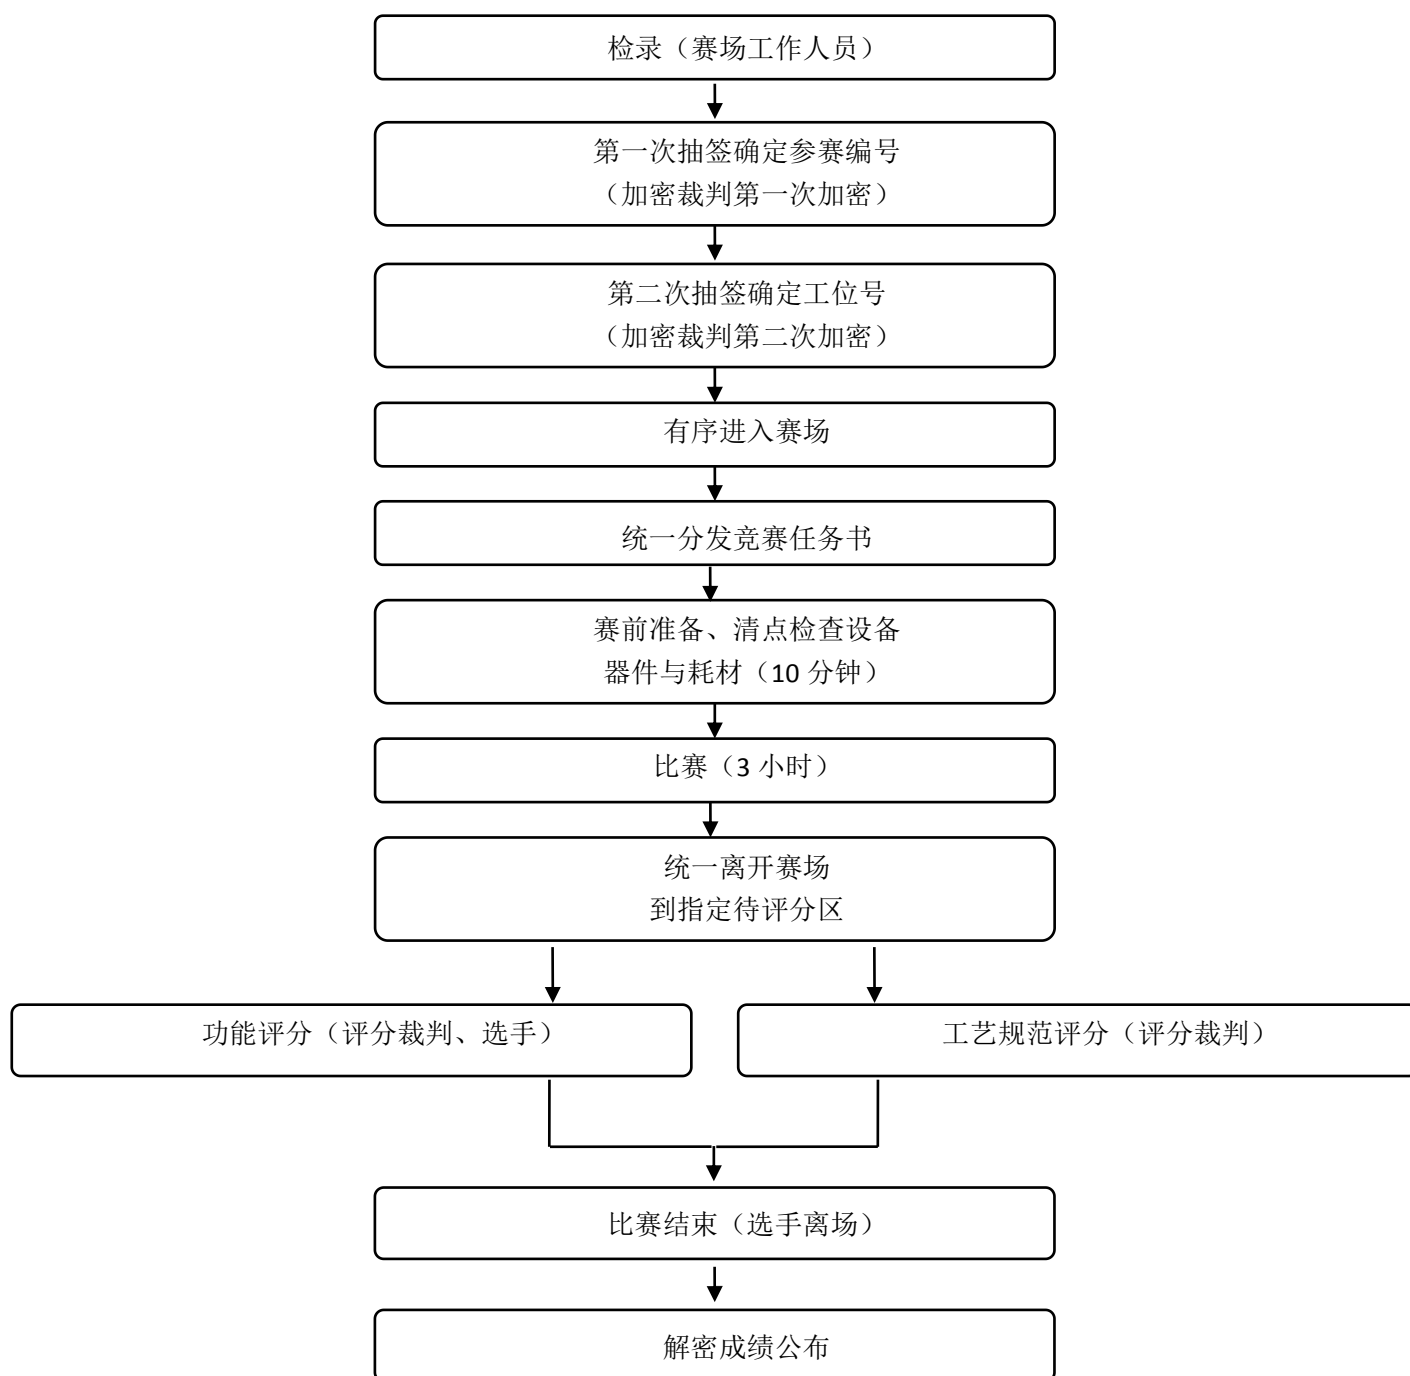 检录（赛场工作人员）
第一次抽签确定参赛编号
（加密裁判第一次加密）
第二次抽签确定工位号
（加密裁判第二次加密）
有序进入赛场
统一分发竞赛任务书
赛前准备、清点检查设备
器件与耗材（10 分钟）
比赛（3 小时）
统一离开赛场
到指定待评分区
功能评分（评分裁判、选手）
工艺规范评分（评分裁判）
比赛结束（选手离场）
解密成绩公布